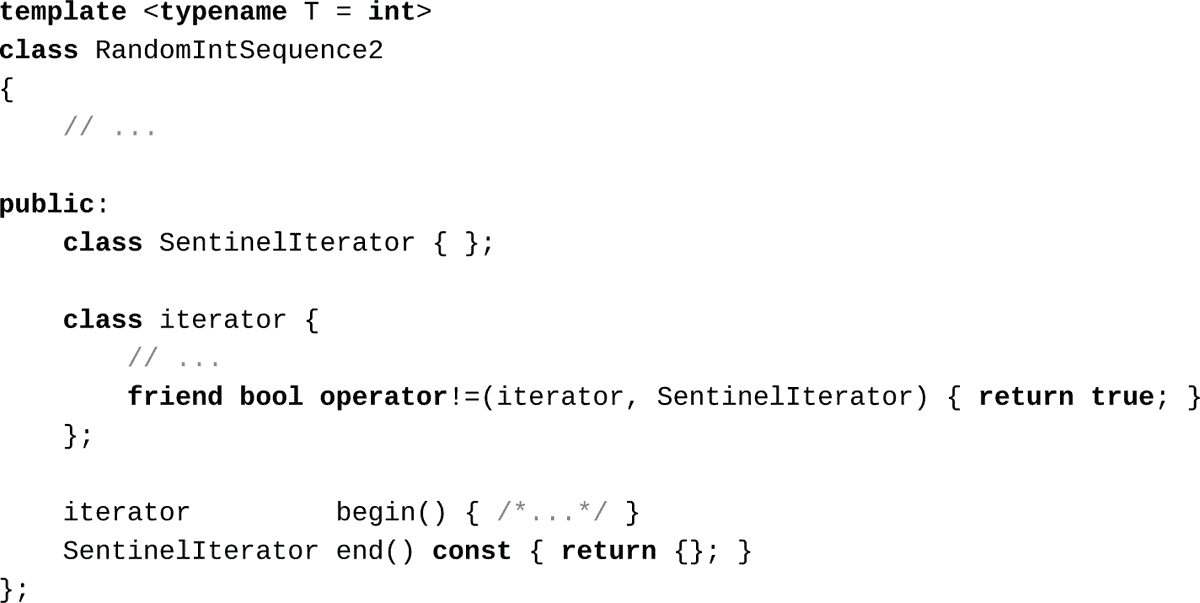 template <typename T = int>
class RandomIntSequence2
{
    // ...

public:
    class SentinelIterator { };

    class iterator {
        // ...
        friend bool operator!=(iterator, SentinelIterator) { return true; }
    };

    iterator         begin() { /*...*/ }
    SentinelIterator end() const { return {}; }
};